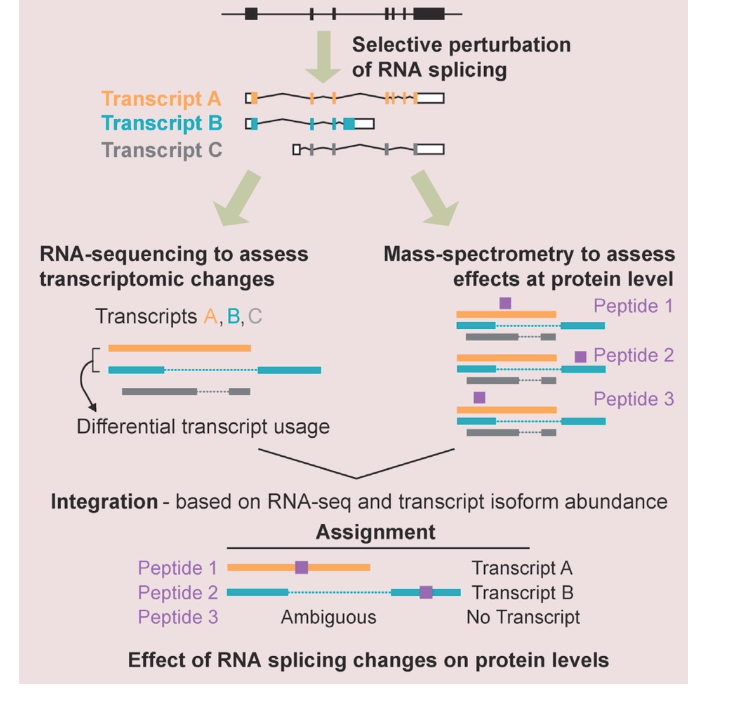 Selective perturbation
of RNA splicing
Transcript A
Transcript B
Transcript C
RNA-sequencing to assess
transcriptomic changes
Transcripts A, B, C
Differential transcript usage
Mass-spectrometry to assess
effects at protein level
Peptide 1
Peptide 2
Peptide 3
Integration - based on RNA-seq and transcript isoform abundance
Assignment
Peptide 1 Transcript A
Peptide 2 Transcript B
Peptide 3 Ambiguous No Transcript
Effect of RNA splicing changes on protein levels